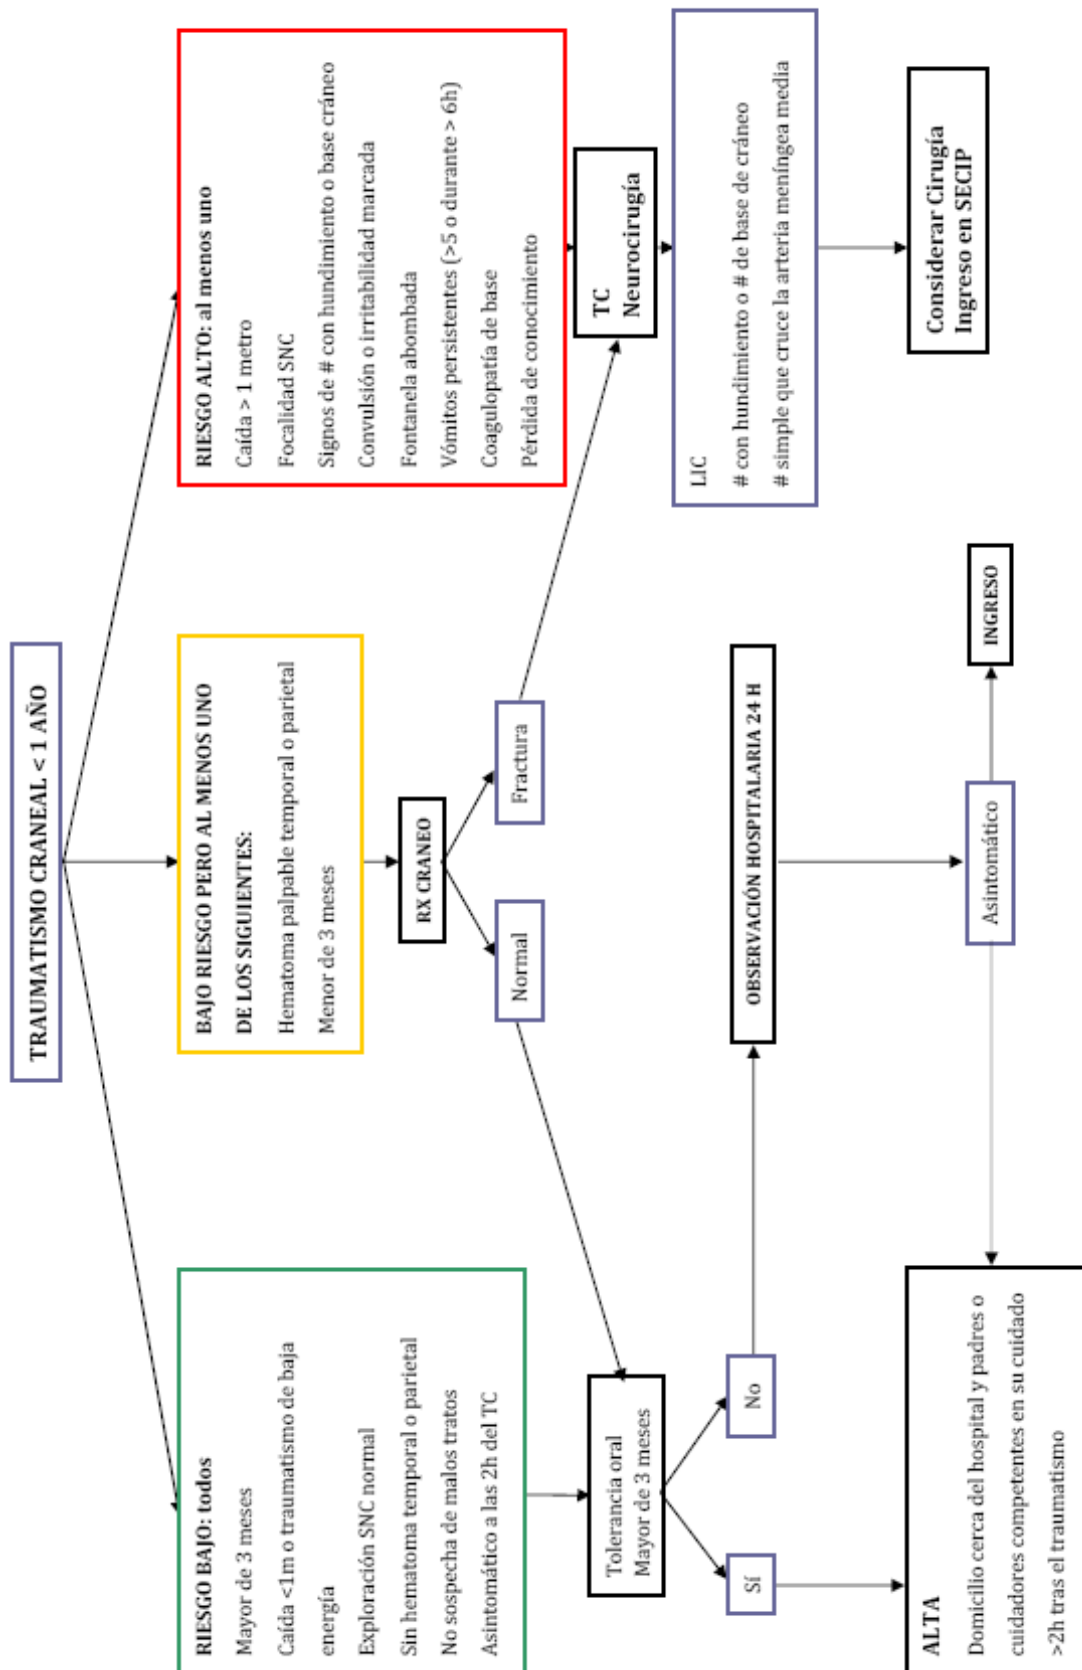 TRAUMATISMO CRANEAL < 1 AÑO
RIESGO BAJO: todos
Mayor de 3 meses
Caída <1m o traumatismo de baja
energía
Exploración SNC normal
Sin hematoma temporal o parietal
No sospecha de malos tratos
Asintomático a las 2h del TC
BAJO RIESGO PERO AL MENOS UNO
DE LOS SIGUIENTES:
Hematoma palpable temporal o parietal
Menor de 3 meses
RIESGO ALTO: al menos uno
Caída > 1 metro
Focalidad SNC
Signos de # con hundimiento o base cráneo
Convulsión o irritabilidad marcada
Fontanela abombada
Vómitos persistentes (>5 o durante > 6h)
Coagulopatía de base
Pérdida de conocimiento
RX CRANEO
Normal
Fractura
TC
Neurocirugía
Tolerancia oral
Mayor de 3 meses
Sí
No
OBSERVACIÓN HOSPITALARIA 24 H
LIC
# con hundimiento o # de base de cráneo
# simple que cruce la arteria meníngea media
ALTA
Domicilio cerca del hospital y padres o
cuidadores competentes en su cuidado
>2h tras el traumatismo
Asintomático
INGRESO
Considerar Cirugía
Ingreso en SECIP